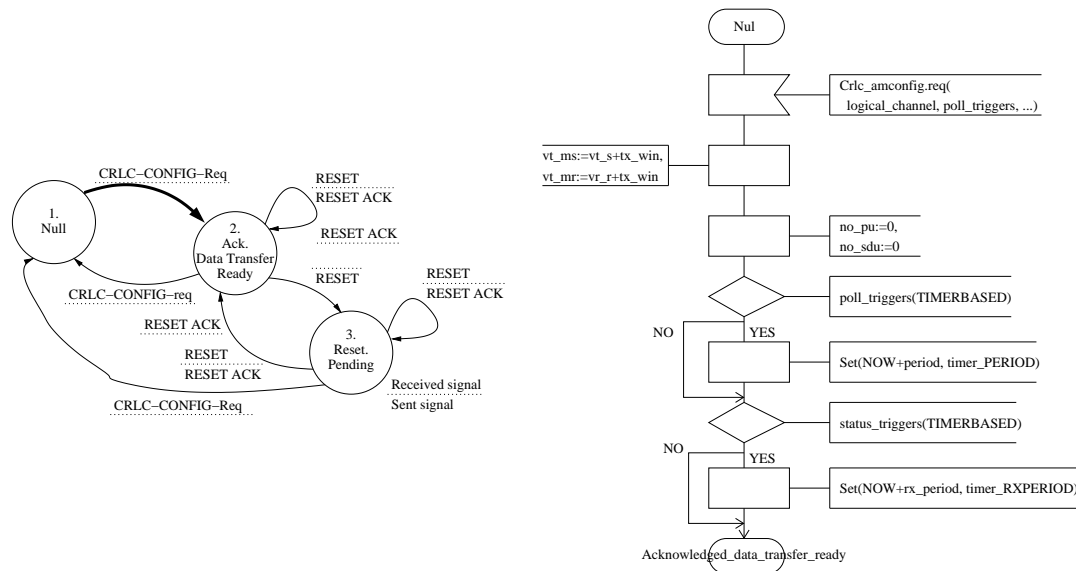 CRLC−CONFIG−Req
1.
Null
RESET
RESET ACK
2.
Ack.
Data Transfer
Ready
RESET ACK
CRLC−CONFIG−req
RESET
RESET
RESET ACK
RESET ACK
3.
Reset.
Pending
RESET
RESET ACK
CRLC−CONFIG−Req
Received signal
Sent signal
Nul
Crlc_amconfig.req(
logical_channel, poll_triggers, ...)
vt_ms:=vt_s+tx_win,
vt_mr:=vr_r+tx_win
no_pu:=0,
no_sdu:=0
poll_triggers(TIMERBASED)
NO
YES
Set(NOW+period, timer_PERIOD)
status_triggers(TIMERBASED)
NO
YES
Set(NOW+rx_period, timer_RXPERIOD)
Acknowledged_data_transfer_ready